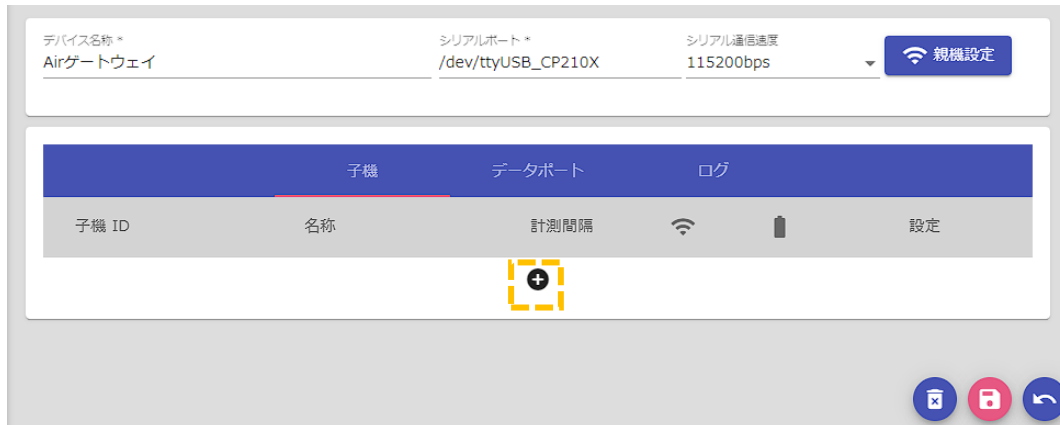 デバイス名称 * シリアルポート * シリアル通信速度
Airゲートウェイ /dev/ttyUSB_CP210X 115200bps 親機設定
子機 データポート ログ
子機 ID 名称 計測間隔 設定